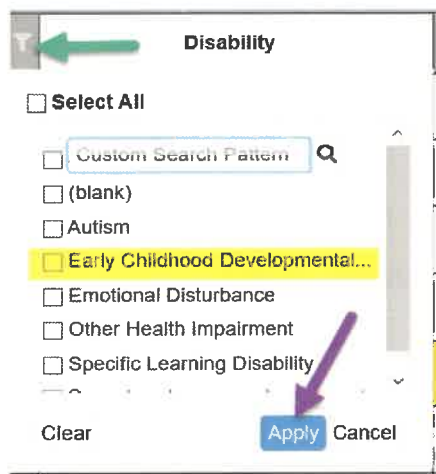 Disability
Select All
Custom Search Pattern
(blank)
Autism
Early Childhood Developmental...
Emotional Disturbance
Other Health Impairment
Specific Learning Disability
Clear Apply Cancel